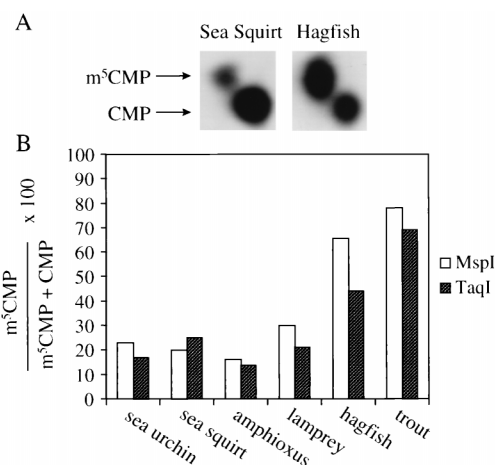 A
Sea Squirt Hagfish
m⁵CMP
CMP
B
m⁵CMP
m⁵CMP + CMP
x 100
100
90
80
70
60
50
40
30
20
10
0
MspI
TaqI
sea urchin
sea squirt
amphioxus
lamprey
hagfish
trout